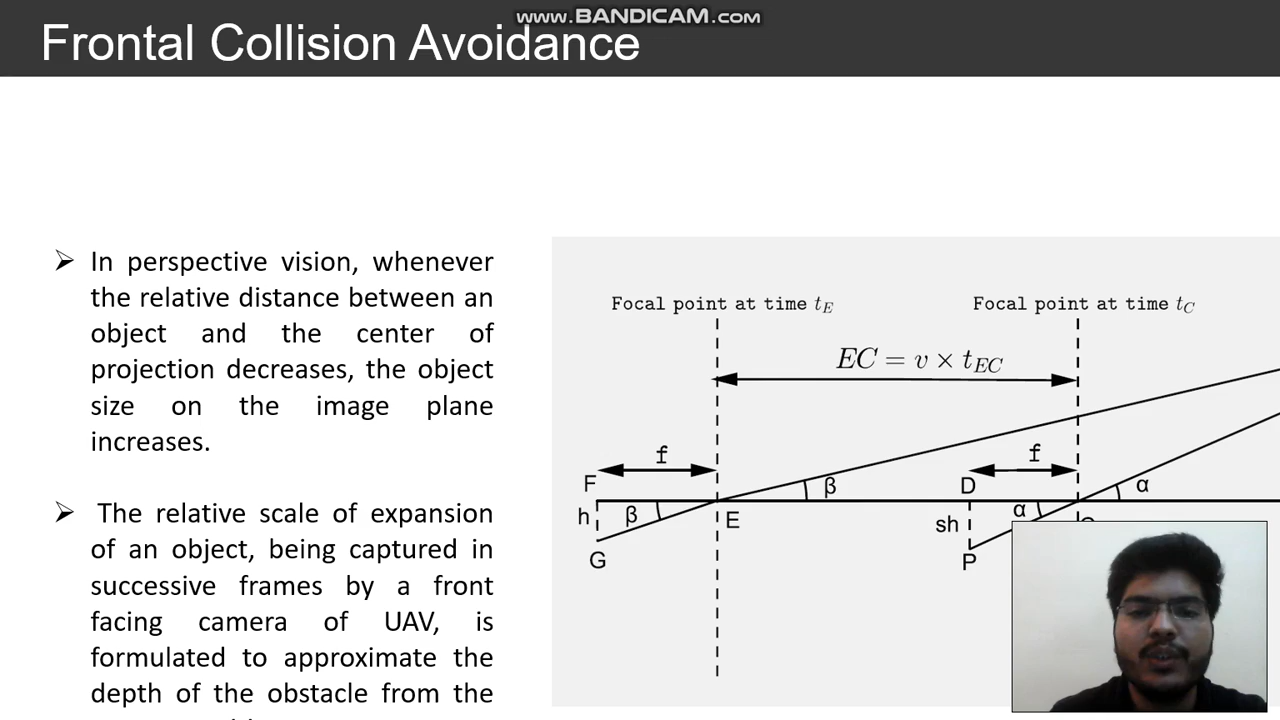 www.BANDICAM.com
Frontal Collision Avoidance
➢ In perspective vision, whenever
the relative distance between an
object and the center of
projection decreases, the object
size on the image plane
increases.
➢ The relative scale of expansion
of an object, being captured in
successive frames by a front
facing camera of UAV, is
formulated to approximate the
depth of the obstacle from the
Focal point at time t_E
Focal point at time t_C
EC = v × t_EC
f
f
F
D
β
α
h
β
E
sh
α
G
P